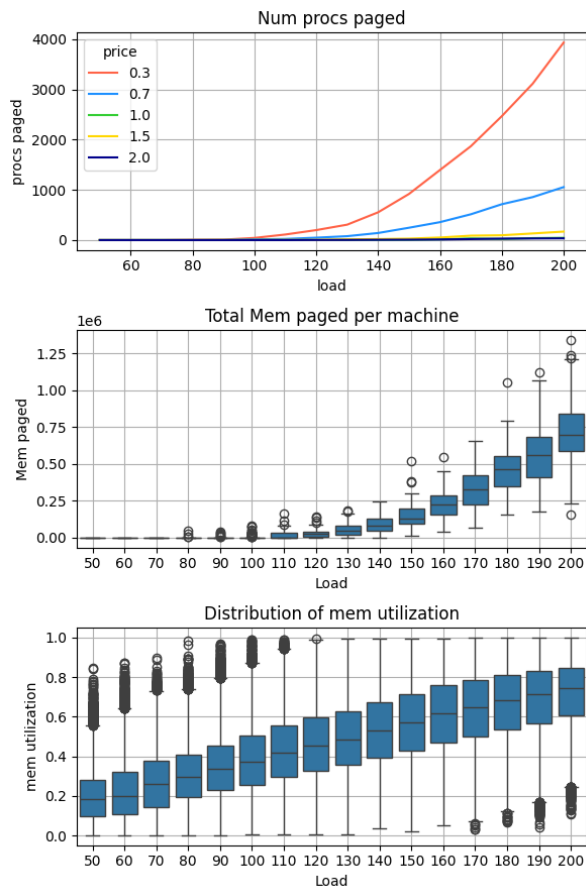 Num procs paged
4000
3000
2000
1000
0
procs paged
price
0.3
0.7
1.0
1.5
2.0
60 80 100 120 140 160 180 200
load
Total Mem paged per machine
1e6
1.25
1.00
0.75
0.50
0.25
0.00
Mem paged
50 60 70 80 90 100 110 120 130 140 150 160 170 180 190 200
Load
Distribution of mem utilization
1.0
0.8
0.6
0.4
0.2
0.0
mem utilization
50 60 70 80 90 100 110 120 130 140 150 160 170 180 190 200
Load